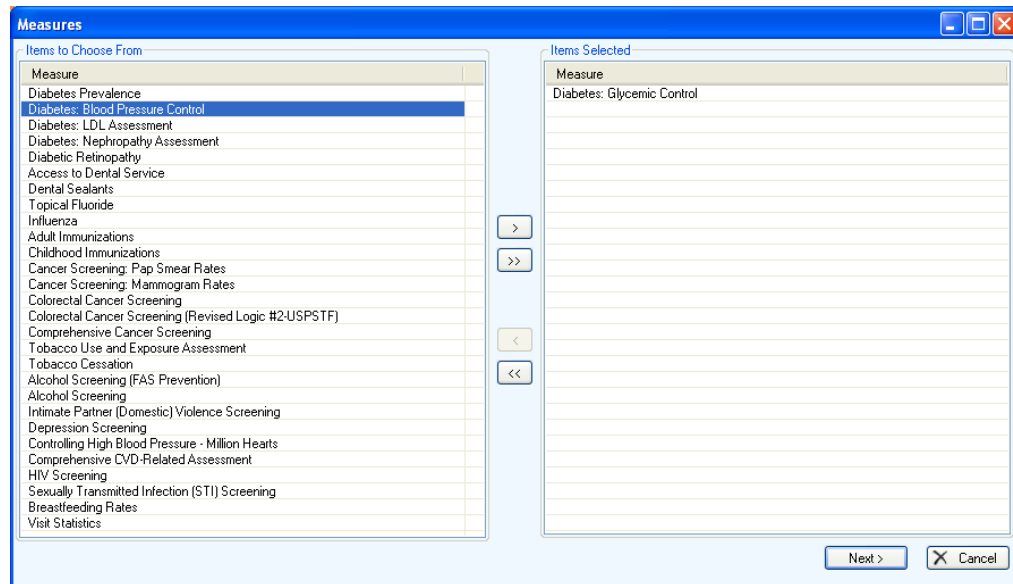 Measures
Items to Choose From
Measure
Diabetes Prevalence
Diabetes: Blood Pressure Control
Diabetes: LDL Assessment
Diabetes: Nephropathy Assessment
Diabetic Retinopathy
Access to Dental Service
Dental Sealants
Topical Fluoride
Influenza
Adult Immunizations
Childhood Immunizations
Cancer Screening: Pap Smear Rates
Cancer Screening: Mammogram Rates
Colorectal Cancer Screening
Colorectal Cancer Screening (Revised Logic #2-USPSTF)
Comprehensive Cancer Screening
Tobacco Use and Exposure Assessment
Tobacco Cessation
Alcohol Screening (FAS Prevention)
Alcohol Screening
Intimate Partner (Domestic) Violence Screening
Depression Screening
Controlling High Blood Pressure - Million Hearts
Comprehensive CVD-Related Assessment
HIV Screening
Sexually Transmitted Infection (STI) Screening
Breastfeeding Rates
Visit Statistics
>
>>
<
<<
Items Selected
Measure
Diabetes: Glycemic Control
Next >
Cancel